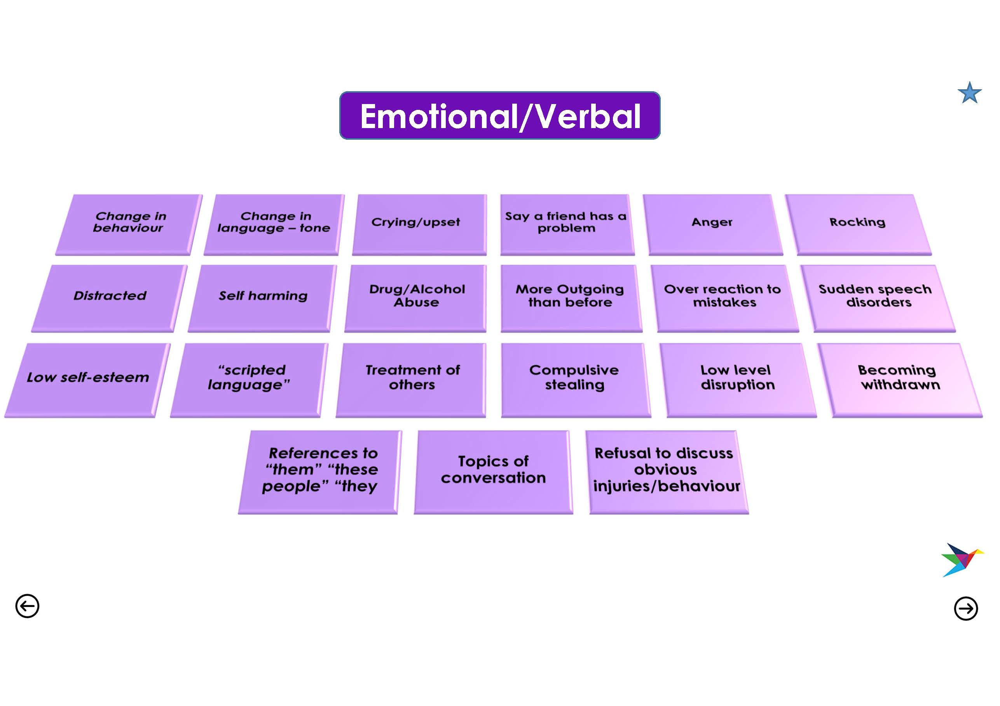 Emotional/Verbal
Change in
behaviour
Change in
language – tone
Crying/upset
Say a friend has a
problem
Anger
Rocking
Distracted
Self harming
Drug/Alcohol
Abuse
More Outgoing
than before
Over reaction to
mistakes
Sudden speech
disorders
Low self-esteem
“scripted
language”
Treatment of
others
Compulsive
stealing
Low level
disruption
Becoming
withdrawn
References to
“them” “these
people” “they
Topics of
conversation
Refusal to discuss
obvious
injuries/behaviour